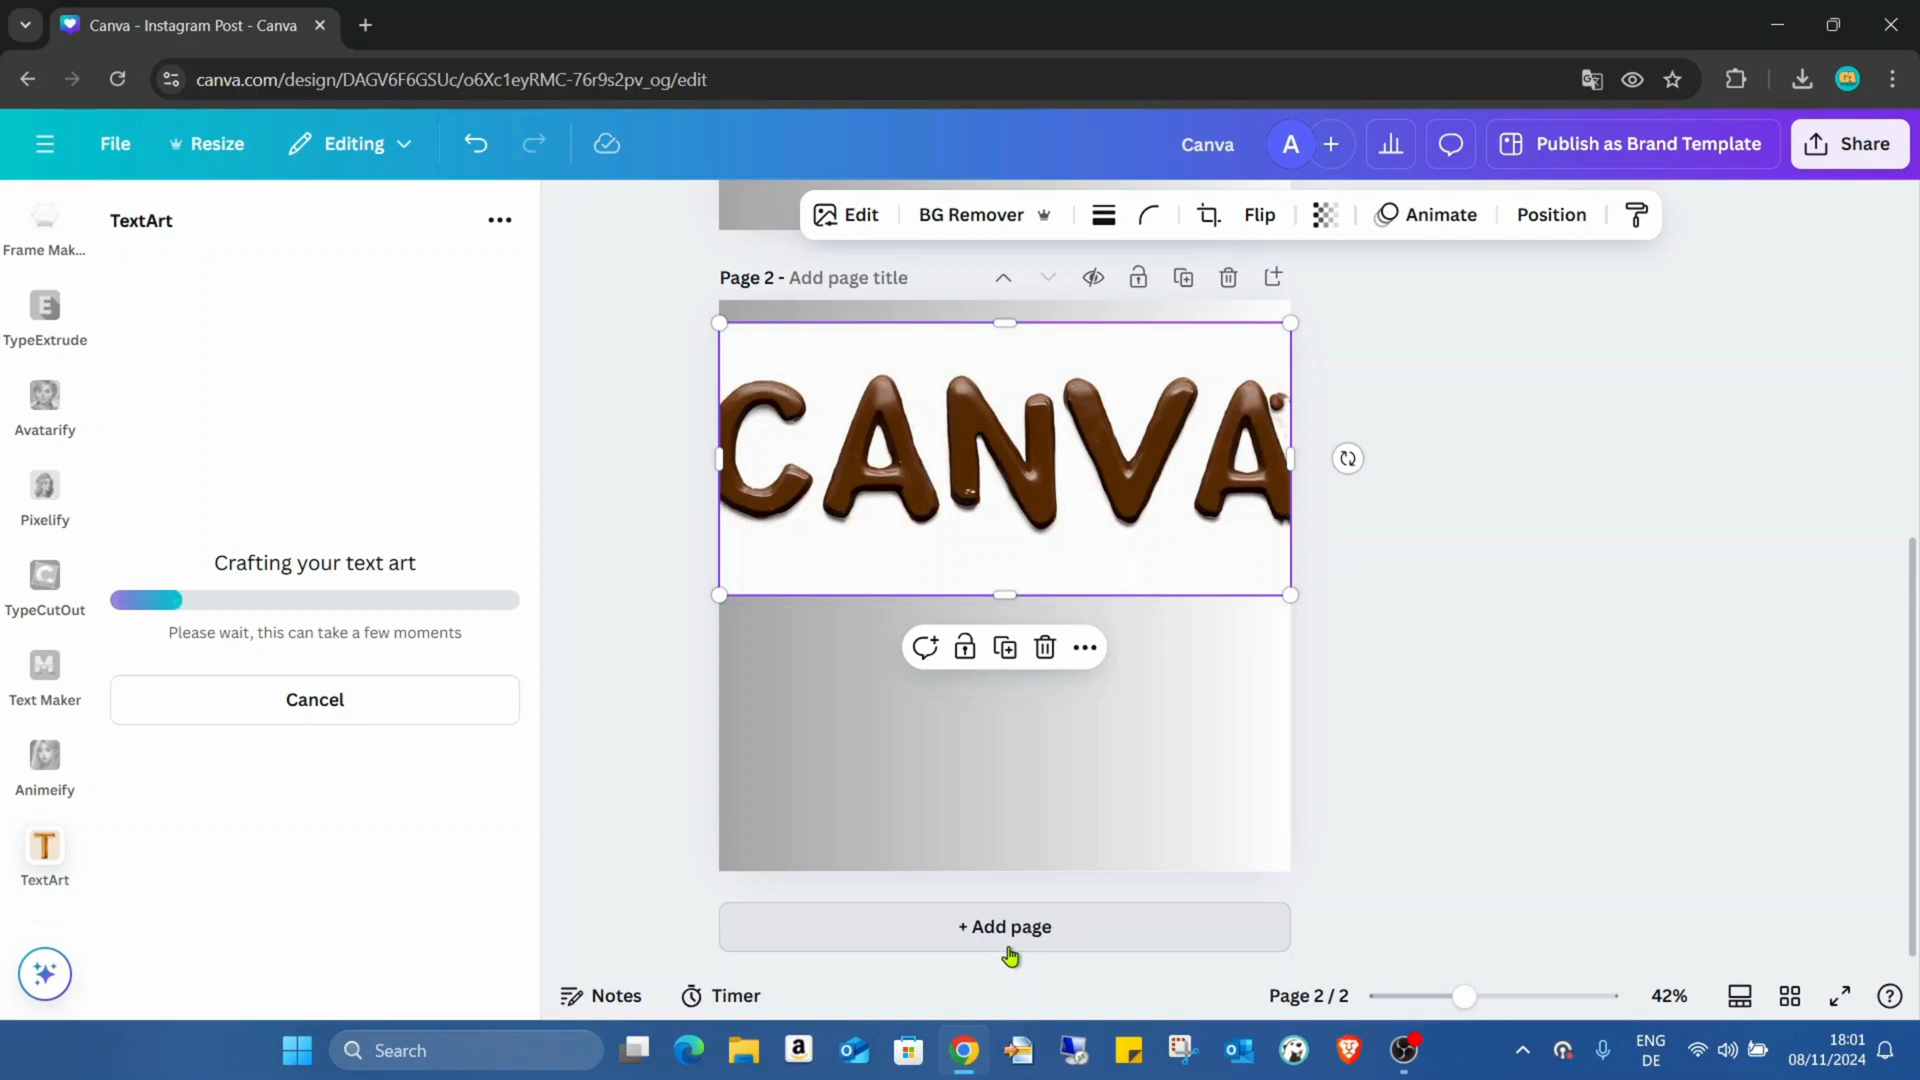 Canva - Instagram Post - Canva
canva.com/design/DAGV6F6GSUc/o6Xc1eyRMC-76r9s2pv_og/edit
File
Resize
Editing
Canva
A
Publish as Brand Template
Share
Frame Mak...
TypeExtrude
Avatarify
Pixelify
TypeCutOut
Text Maker
Animeify
TextArt
TextArt
Crafting your text art
Please wait, this can take a few moments
Cancel
Edit
BG Remover
Flip
Animate
Position
Page 2 - Add page title
CANVA
+ Add page
Notes
Timer
Page 2 / 2
42%
Search
ENG
DE
18:01
08/11/2024